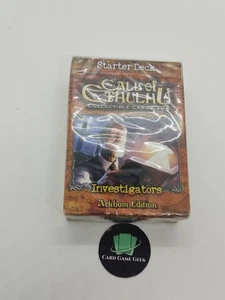 Starter Deck
Call of
Cthulhu
Collectible Card Game
Investigators
Arkham Edition
Card Game
Geek